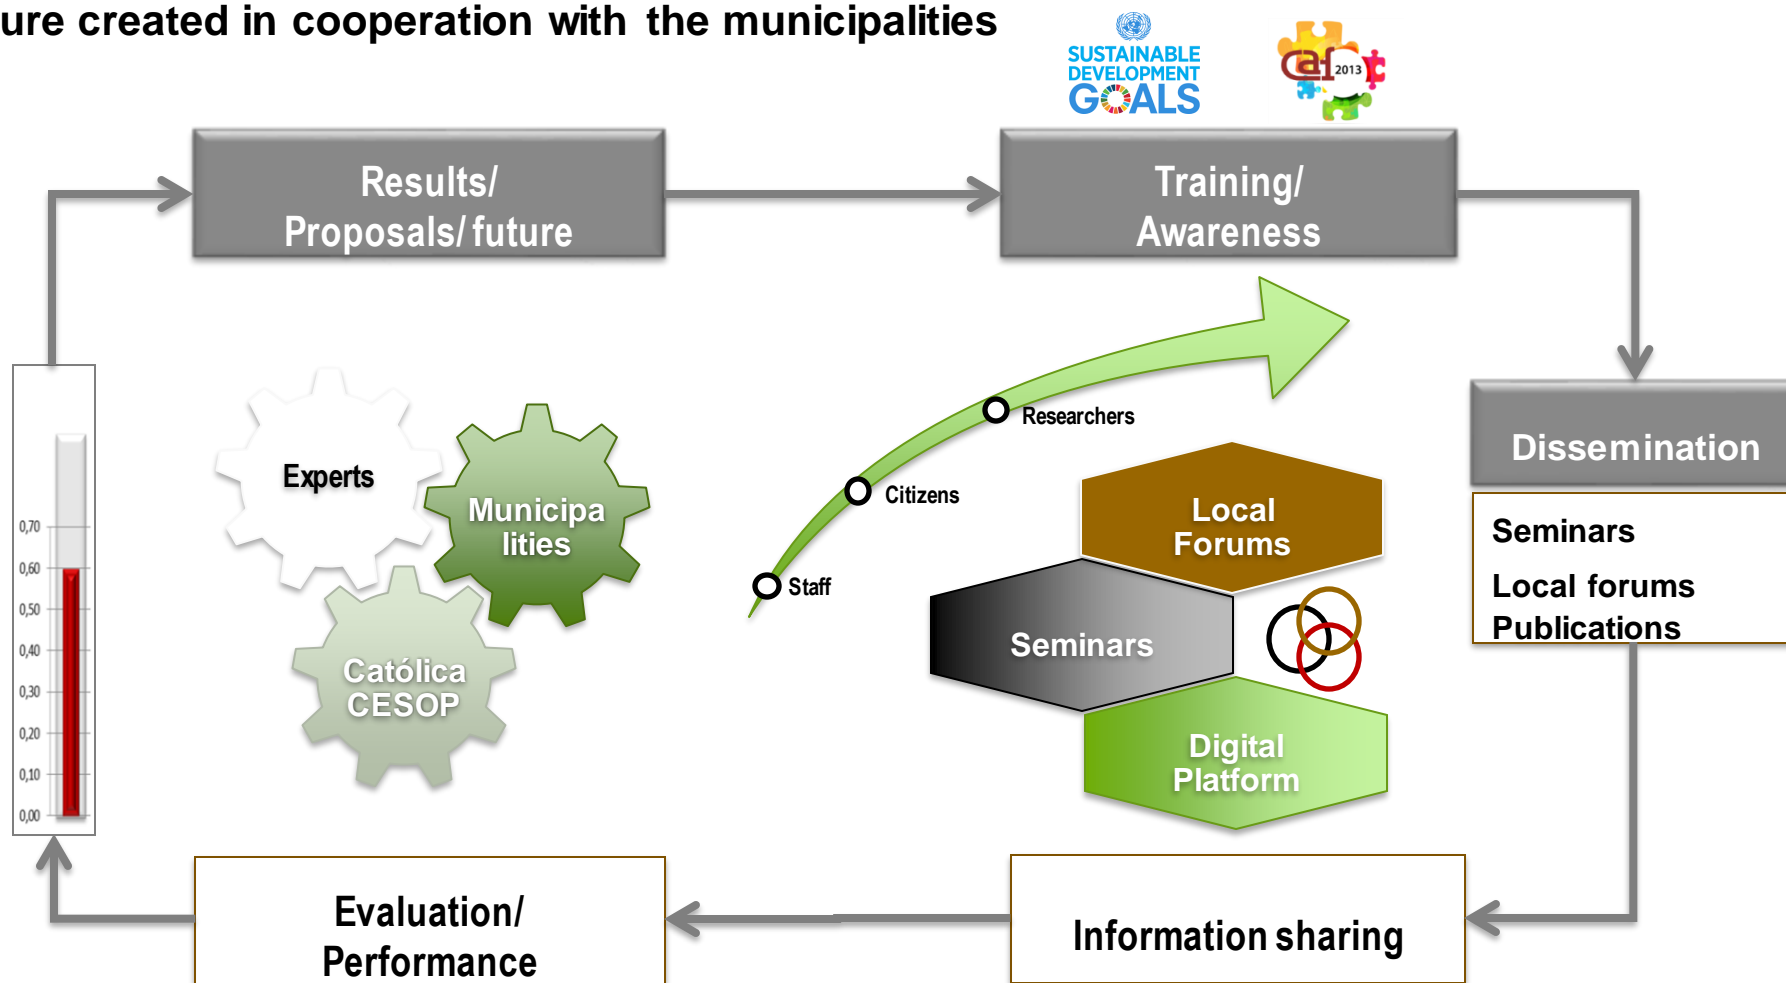 ure created in cooperation with the municipalities
SUSTAINABLE
DEVELOPMENT
GOALS
caf 2013
Results/
Proposals/ future
Training/
Awareness
Dissemination
Seminars
Local forums
Publications
Experts
Municipa
lities
Católica
CESOP
Researchers
Citizens
Staff
Local
Forums
Seminars
Digital
Platform
0,70
0,60
0,50
0,40
0,30
0,20
0,10
0,00
Evaluation/
Performance
Information sharing